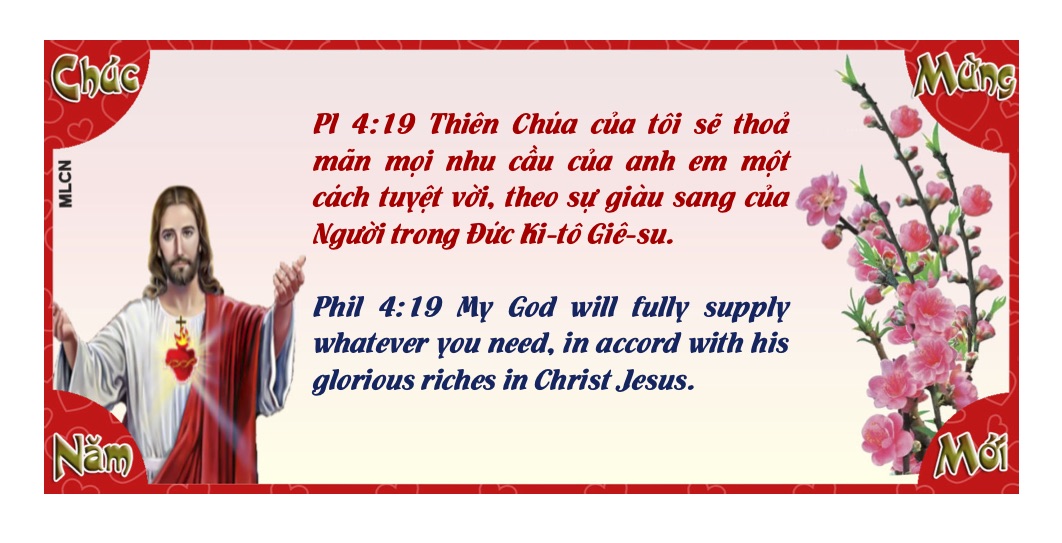 Chúc Mừng
MLCN
Pl 4:19 Thiên Chúa của tôi sẽ thoả
mãn mọi nhu cầu của anh em một
cách tuyệt vời, theo sự giàu sang của
Người trong Đức Ki-tô Giê-su.
Phil 4:19 My God will fully supply
whatever you need, in accord with his
glorious riches in Christ Jesus.
Năm Mới